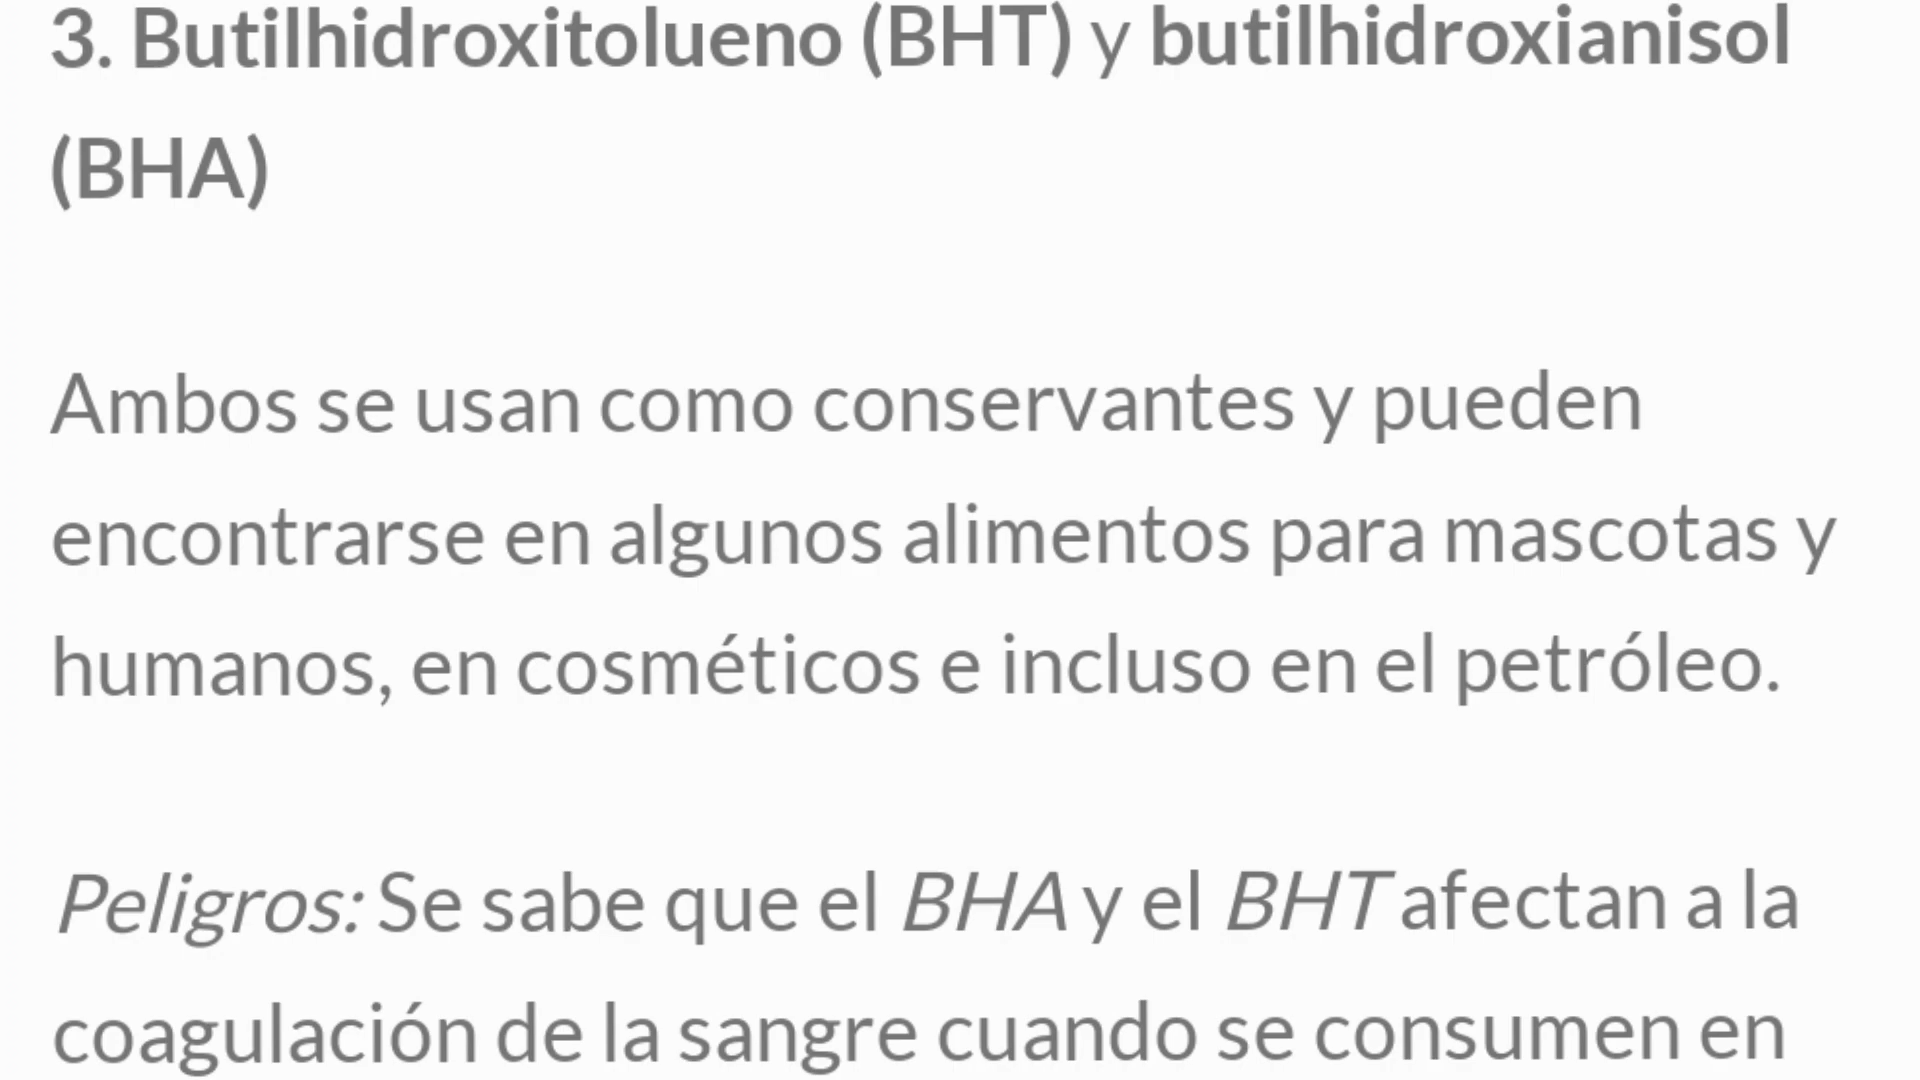 3. Butilhidroxitolueno (BHT) y butilhidroxianisol
(BHA)
Ambos se usan como conservantes y pueden
encontrarse en algunos alimentos para mascotas y
humanos, en cosméticos e incluso en el petróleo.
Peligros: Se sabe que el BHA y el BHT afectan a la
coagulación de la sangre cuando se consumen en